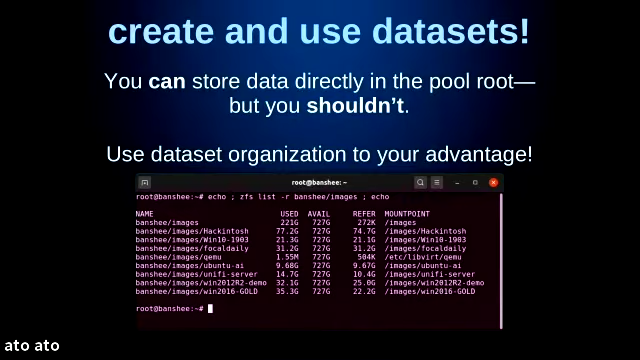 create and use datasets!
You can store data directly in the pool root—
but you shouldn't.
Use dataset organization to your advantage!
root@banshee: ~
root@banshee:~# echo ; zfs list -r banshee/images ; echo
NAME USED AVAIL REFER MOUNTPOINT
banshee/images 221G 727G 272K /images
banshee/images/Hackintosh 77.2G 727G 74.7G /images/Hackintosh
banshee/images/Win10-1903 21.3G 727G 21.1G /images/Win10-1903
banshee/images/focaldaily 31.2G 727G 31.2G /images/focaldaily
banshee/images/qemu 1.55M 727G 504K /etc/libvirt/qemu
banshee/images/ubuntu-ai 9.68G 727G 9.67G /images/ubuntu-ai
banshee/images/unifi-server 14.7G 727G 10.4G /images/unifi-server
banshee/images/win2012R2-demo 32.1G 727G 25.0G /images/win2012R2-demo
banshee/images/win2016-GOLD 35.3G 727G 22.2G /images/win2016-GOLD
root@banshee:~#
ato ato